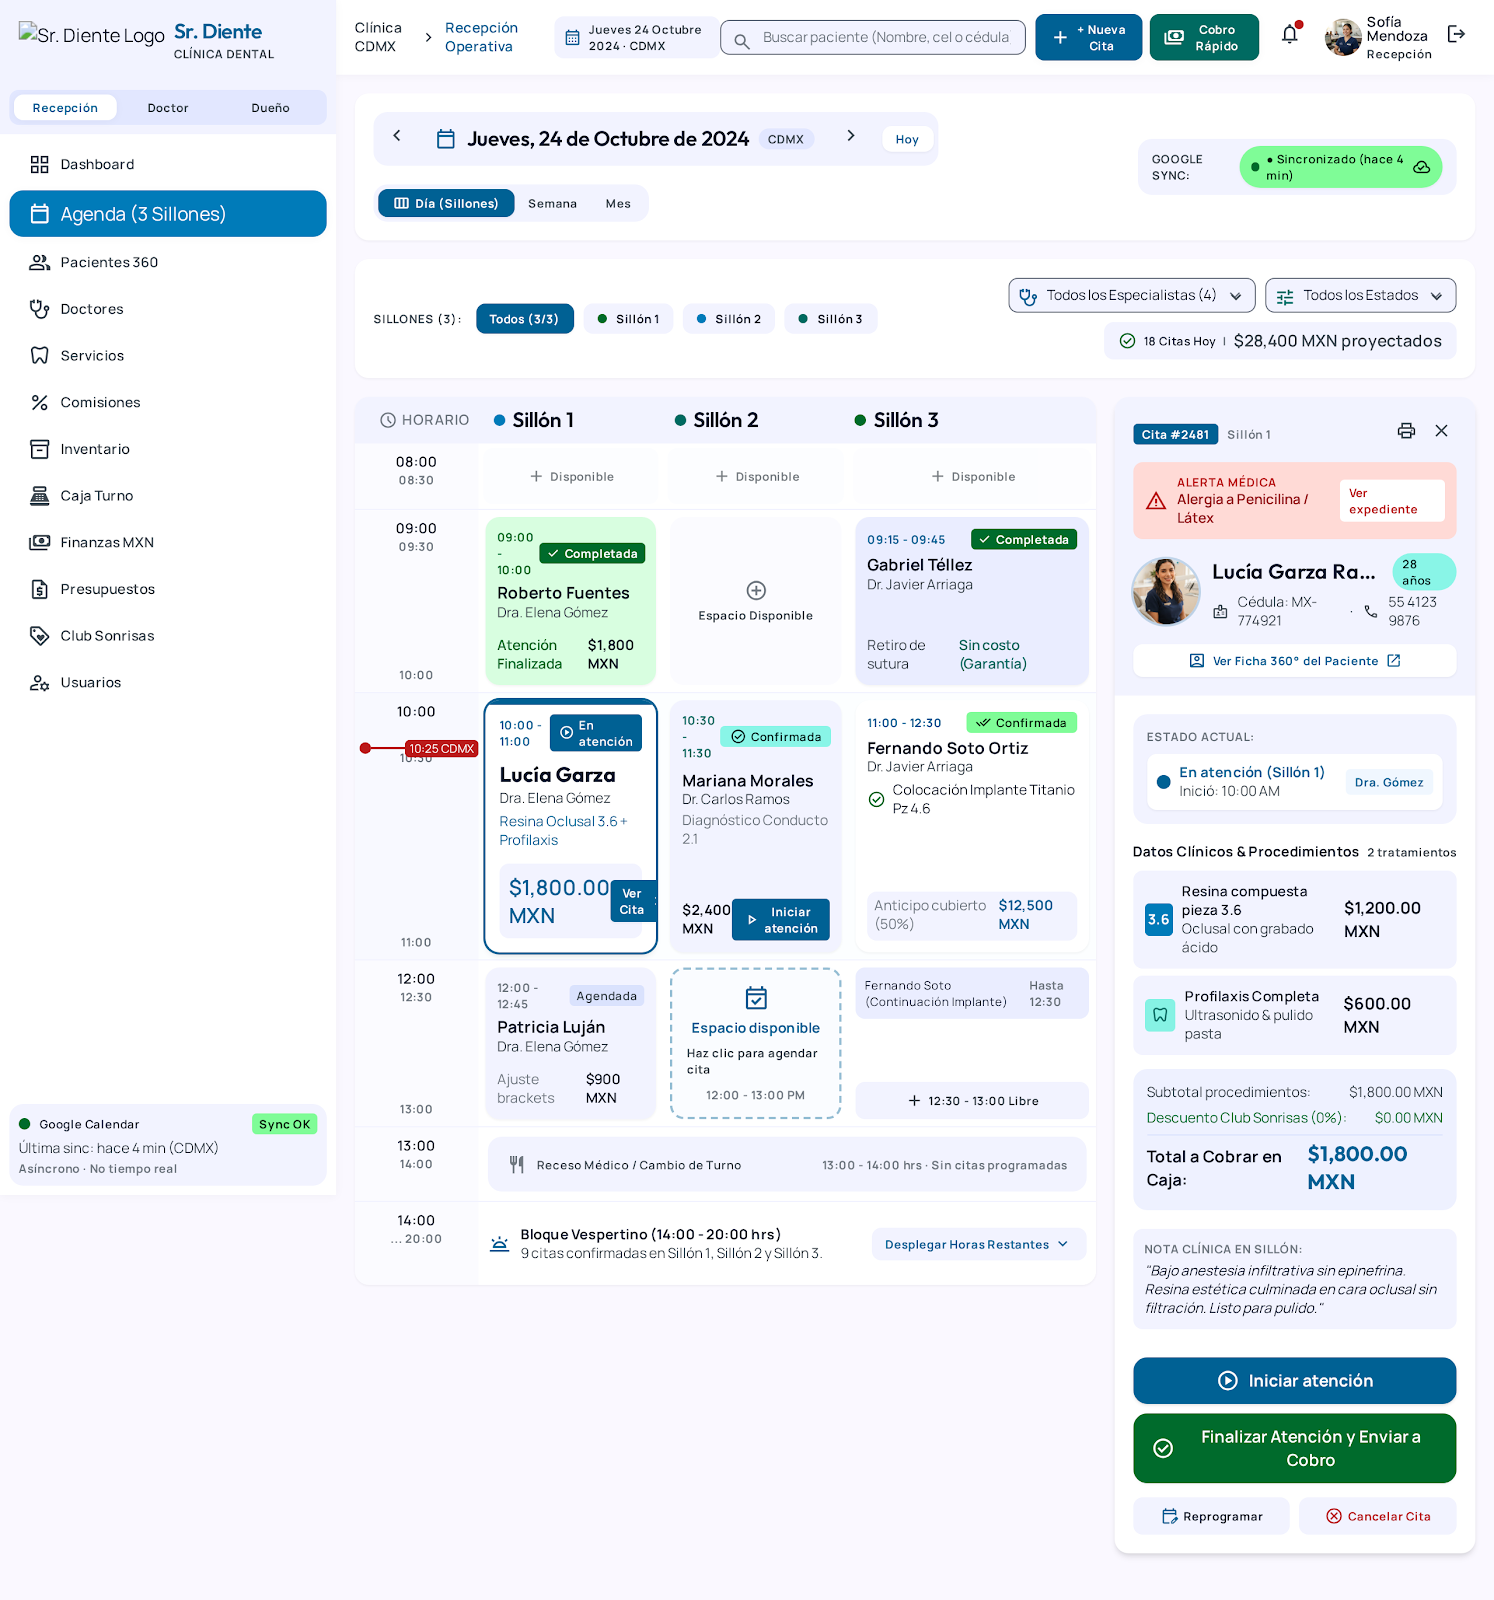 Sr. Diente Logo
Sr. Diente
CLÍNICA DENTAL
Recepción
Doctor
Dueño
Dashboard
Agenda (3 Sillones)
Pacientes 360
Doctores
Servicios
Comisiones
Inventario
Caja Turno
Finanzas MXN
Presupuestos
Club Sonrisas
Usuarios
Google Calendar
Sync OK
Última sinc: hace 4 min (CDMX)
Asíncrono · No tiempo real
Clínica
CDMX
Recepción
Operativa
Jueves 24 Octubre
2024 · CDMX
Buscar paciente (Nombre, cel o cédula
+ Nueva
Cita
Cobro
Rápido
Sofía
Mendoza
Recepción
Jueves, 24 de Octubre de 2024
CDMX
Hoy
Día (Sillones)
Semana
Mes
GOOGLE
SYNC:
● Sincronizado (hace 4
min)
SILLONES (3):
Todos (3/3)
Sillón 1
Sillón 2
Sillón 3
Todos los Especialistas (4)
Todos los Estados
18 Citas Hoy
|
$28,400 MXN proyectados
HORARIO
Sillón 1
Sillón 2
Sillón 3
08:00
08:30
Disponible
Disponible
Disponible
09:00
09:30
10:00
09:00
-
10:00
Completada
Roberto Fuentes
Dra. Elena Gómez
Atención
Finalizada
$1,800
MXN
Espacio Disponible
09:15 - 09:45
Completada
Gabriel Téllez
Dr. Javier Arriaga
Retiro de
sutura
Sin costo
(Garantía)
10:00
10:25 CDMX
10:30
11:00
10:00 -
11:00
En
atención
Lucía Garza
Dra. Elena Gómez
Resina Oclusal 3.6 +
Profilaxis
$1,800.00
MXN
Ver
Cita
10:30
-
11:30
Confirmada
Mariana Morales
Dr. Carlos Ramos
Diagnóstico Conducto
2.1
$2,400
MXN
Iniciar
atención
11:00 - 12:30
Confirmada
Fernando Soto Ortiz
Dr. Javier Arriaga
Colocación Implante Titanio
Pz 4.6
Anticipo cubierto
(50%)
$12,500
MXN
12:00
12:30
13:00
12:00 -
12:45
Agendada
Patricia Luján
Dra. Elena Gómez
Ajuste
brackets
$900
MXN
Espacio disponible
Haz clic para agendar
cita
12:00 - 13:00 PM
Fernando Soto
(Continuación Implante)
Hasta
12:30
12:30 - 13:00 Libre
13:00
14:00
Receso Médico / Cambio de Turno
13:00 - 14:00 hrs · Sin citas programadas
14:00
... 20:00
Bloque Vespertino (14:00 - 20:00 hrs)
9 citas confirmadas en Sillón 1, Sillón 2 y Sillón 3.
Desplegar Horas Restantes
Cita #2481
Sillón 1
ALERTA MÉDICA
Alergia a Penicilina /
Látex
Ver
expediente
Lucía Garza Ra...
28
años
Cédula: MX-
774921
·
55 4123
9876
Ver Ficha 360° del Paciente
ESTADO ACTUAL:
En atención (Sillón 1)
Inició: 10:00 AM
Dra. Gómez
Datos Clínicos & Procedimientos
2 tratamientos
3.6
Resina compuesta
pieza 3.6
Oclusal con grabado
ácido
$1,200.00
MXN
Profilaxis Completa
Ultrasonido & pulido
pasta
$600.00
MXN
Subtotal procedimientos:
$1,800.00 MXN
Descuento Club Sonrisas (0%):
$0.00 MXN
Total a Cobrar en
Caja:
$1,800.00
MXN
NOTA CLÍNICA EN SILLÓN:
"Bajo anestesia infiltrativa sin epinefrina.
Resina estética culminada en cara oclusal sin
filtración. Listo para pulido."
Iniciar atención
Finalizar Atención y Enviar a
Cobro
Reprogramar
Cancelar Cita